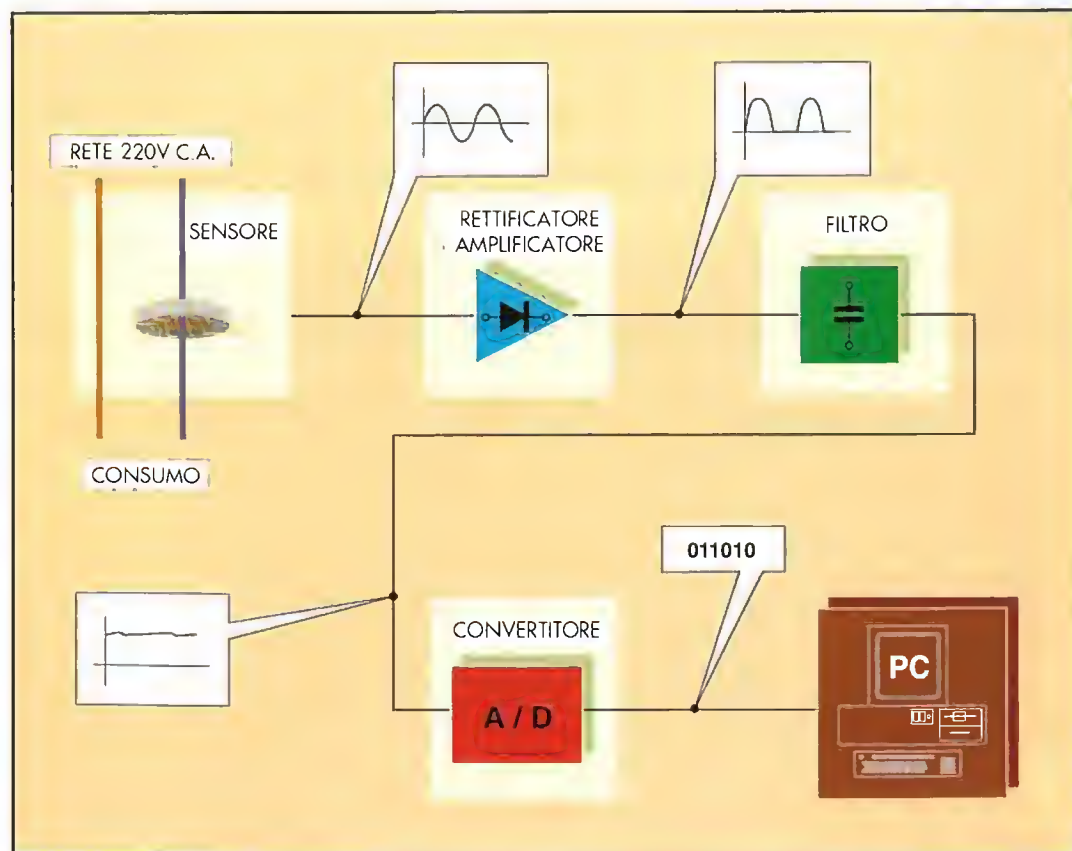 RETE 220V C.A.
SENSORE
CONSUMO
RETTIFICATORE
AMPLIFICATORE
FILTRO
CONVERTITORE
A / D
011010
PC